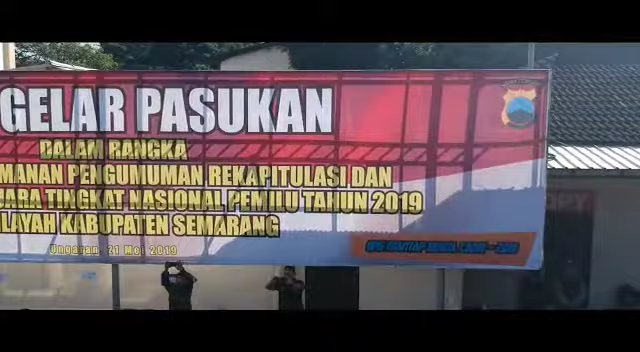 GELAR PASUKAN
DALAM RANGKA
MANAN PENGUMUMAN REKAPITULASI DAN
ARA TINGKAT NASIONAL PEMILU TAHUN 2019
LAYAH KABUPATEN SEMARANG
Ungaran, 21 Mei 2019